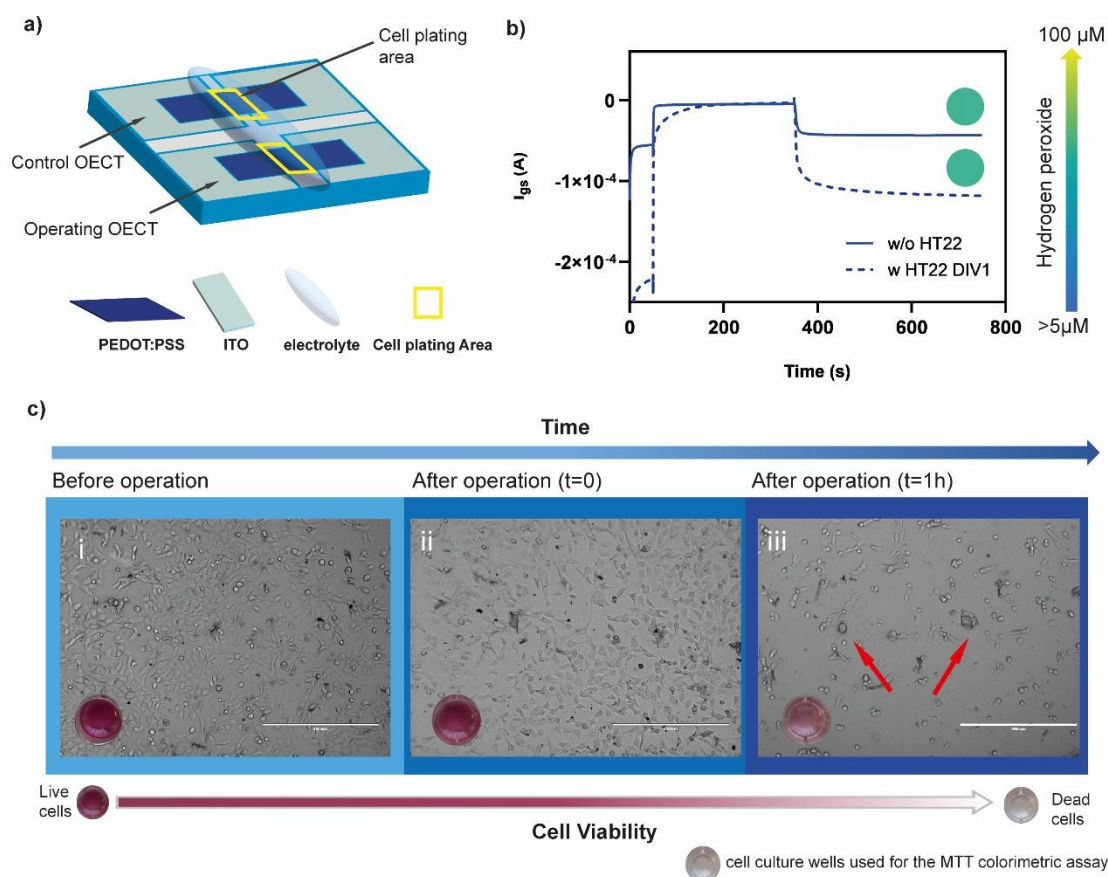 a)
Cell plating
area
Control OECT
Operating OECT
PEDOT:PSS
ITO
electrolyte
Cell Plating Area
b)
Igs (A)
0
-1×10⁻⁴
-2×10⁻⁴
w/o HT22
w HT22 DIV1
0
200
400
600
800
Time (s)
100 µM
Hydrogen peroxide
>5µM
c)
Time
Before operation
After operation (t=0)
After operation (t=1h)
i
ii
iii
Live
cells
Dead
cells
Cell Viability
cell culture wells used for the MTT colorimetric assay